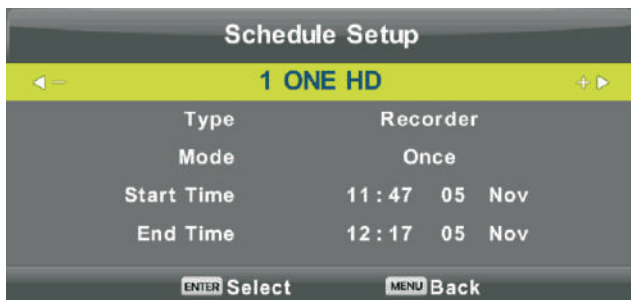 Schedule Setup
1 ONE HD
Type Recorder
Mode Once
Start Time 11:47 05 Nov
End Time 12:17 05 Nov
ENTER Select MENU Back